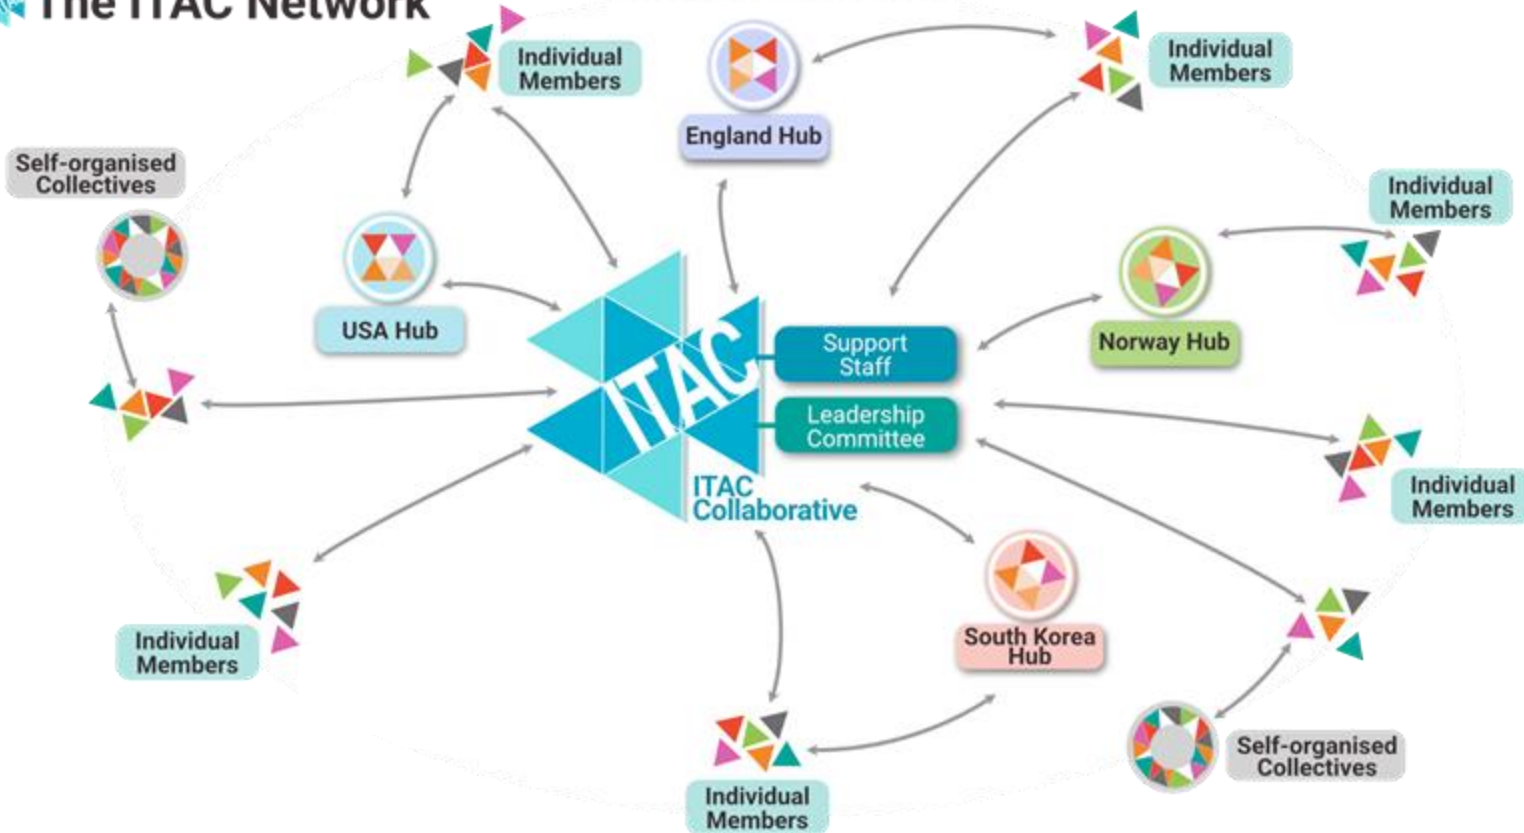 The ITAC Network
Individual
Members
England Hub
Individual
Members
Self-organised
Collectives
Individual
Members
USA Hub
Norway Hub
ITAC
Support
Staff
Leadership
Committee
ITAC
Collaborative
Individual
Members
Individual
Members
South Korea
Hub
Self-organised
Collectives
Individual
Members